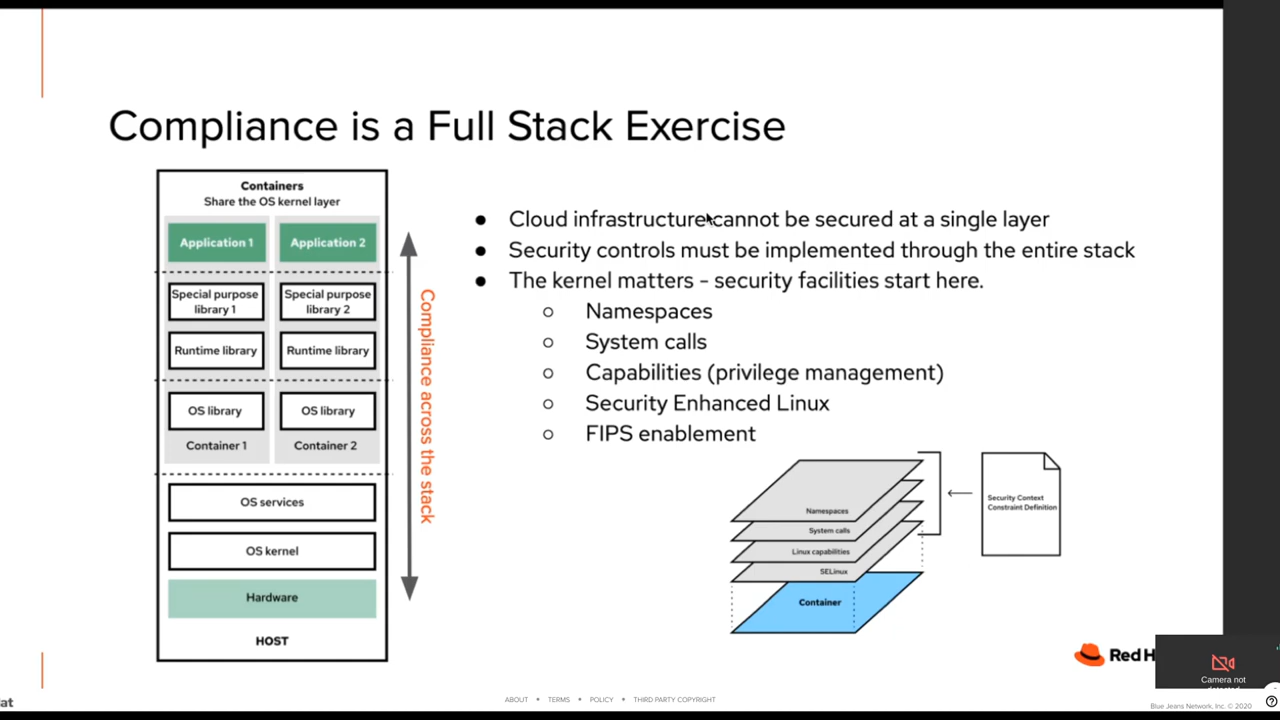 Compliance is a Full Stack Exercise
Containers
Share the OS kernel layer
Application 1
Application 2
Special purpose
library 1
Special purpose
library 2
Runtime library
Runtime library
OS library
OS library
Container 1
Container 2
OS services
OS kernel
Hardware
HOST
Compliance across the stack
● Cloud infrastructure cannot be secured at a single layer
● Security controls must be implemented through the entire stack
● The kernel matters - security facilities start here.
○ Namespaces
○ System calls
○ Capabilities (privilege management)
○ Security Enhanced Linux
○ FIPS enablement
Namespaces
System calls
Linux capabilities
SELinux
Container
Security Context
Constraint Definition
Red H
Camera not
at
ABOUT • TERMS • POLICY • THIRD PARTY COPYRIGHT
Blue Jeans Network, Inc. © 2020